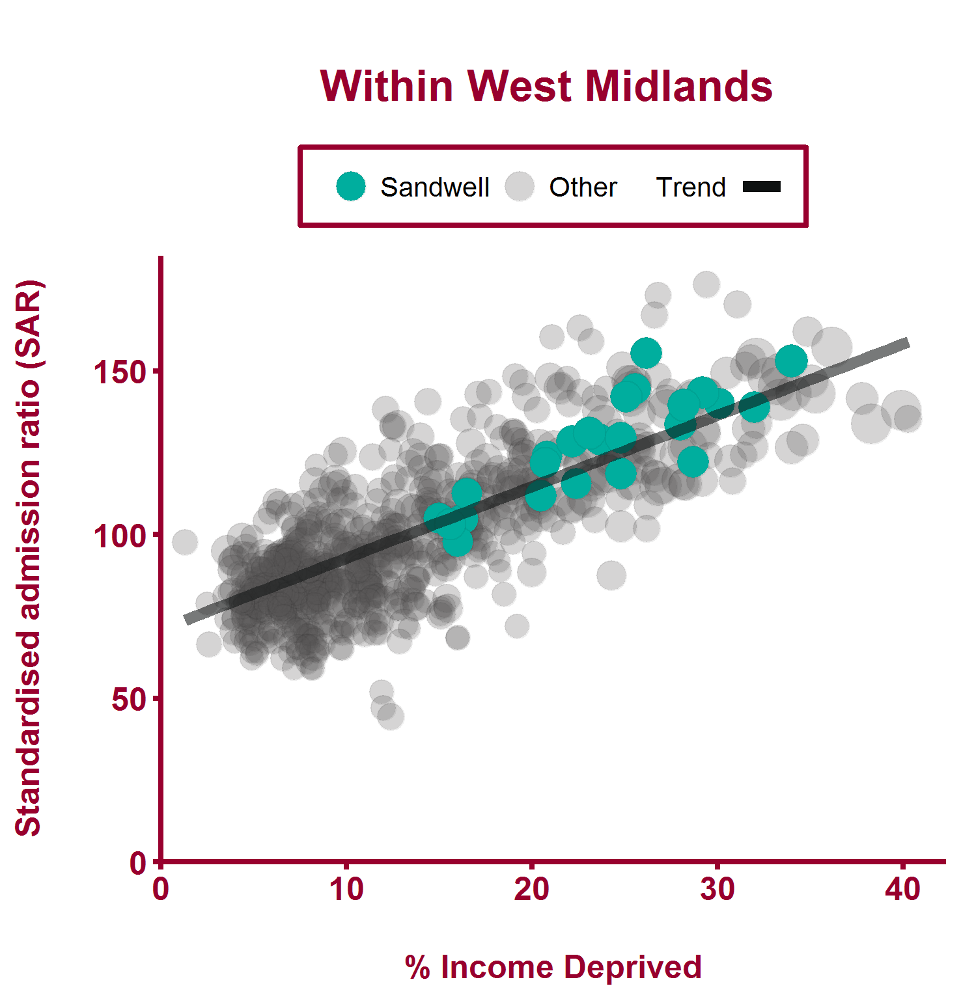 Within West Midlands
Sandwell Other Trend
Standardised admission ratio (SAR)
150
100
50
0
0 10 20 30 40
% Income Deprived